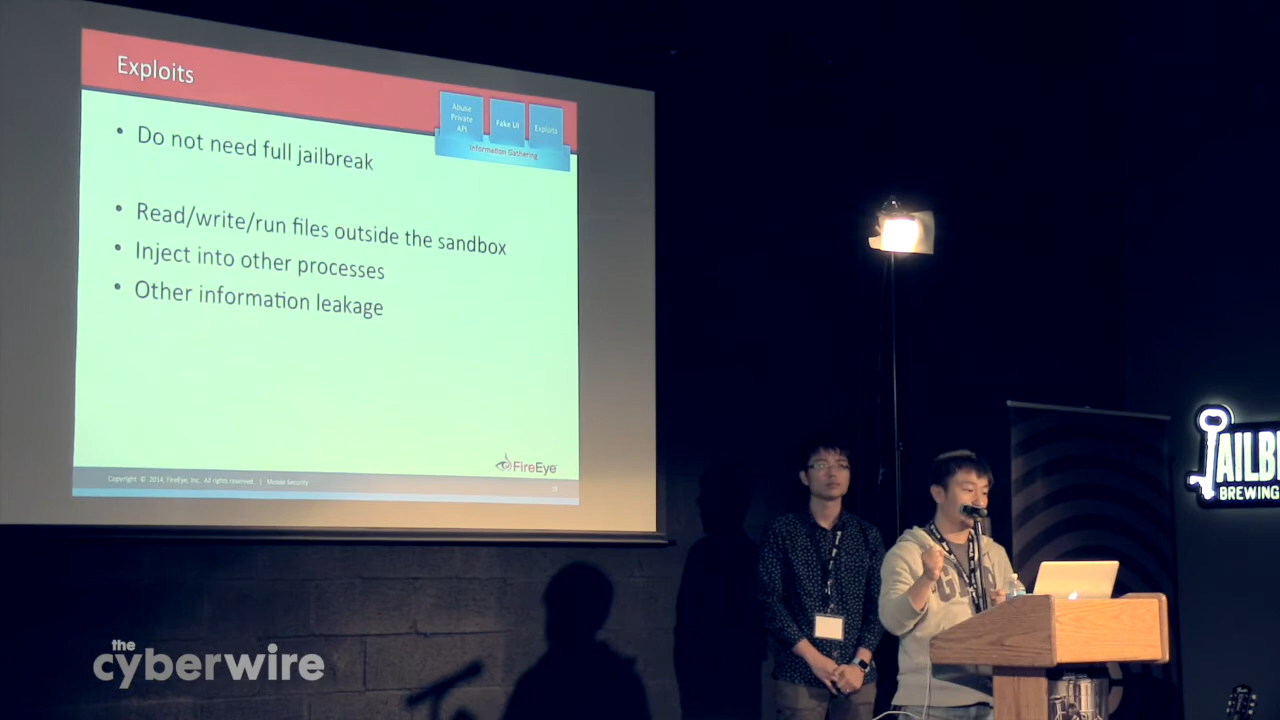 Exploits
Abuse
Private
API
Fake UI
Exploits
Information Gathering
• Do not need full jailbreak
• Read/write/run files outside the sandbox
• Inject into other processes
• Other information leakage
FireEye
Copyright © 2014, FireEye, Inc. All rights reserved. | Mobile Security
JAILB
BREWING
GAP
the
cyberwire